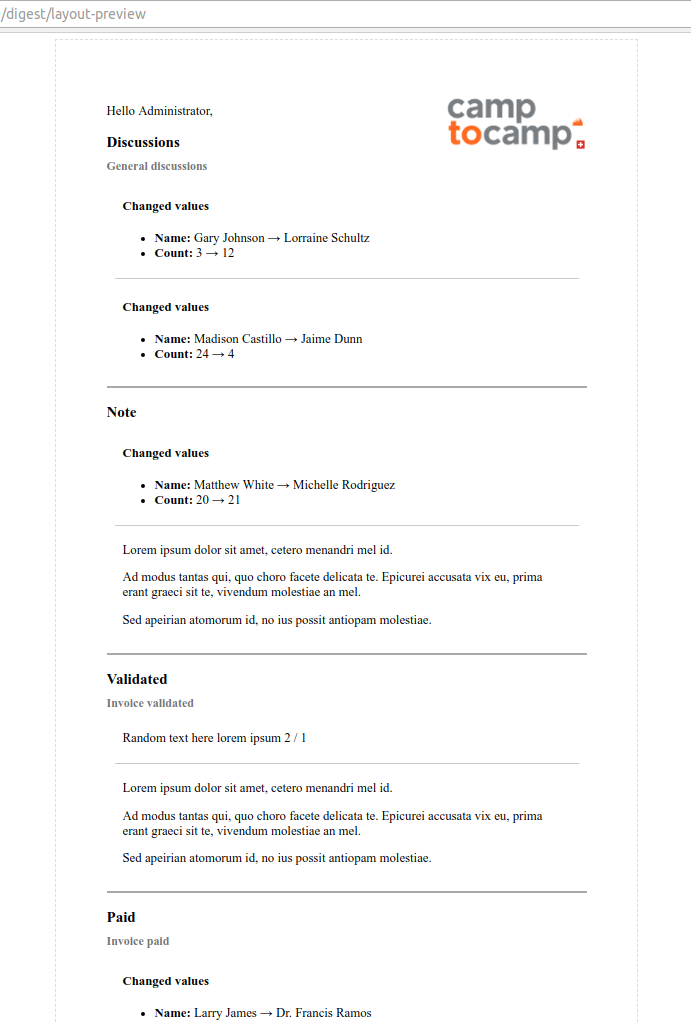 /digest/layout-preview
camp
tocamp
Hello Administrator,
Discussions
General discussions
Changed values
• Name: Gary Johnson → Lorraine Schultz
• Count: 3 → 12
Changed values
• Name: Madison Castillo → Jaime Dunn
• Count: 24 → 4
Note
Changed values
• Name: Matthew White → Michelle Rodriguez
• Count: 20 → 21
Lorem ipsum dolor sit amet, cetero menandri mel id.
Ad modus tantas qui, quo choro facete delicata te. Epicurei accusata vix eu, prima
erant graeci sit te, vivendum molestiae an mel.
Sed apeirian atomorum id, no ius possit antiopam molestiae.
Validated
Invoice validated
Random text here lorem ipsum 2 / 1
Lorem ipsum dolor sit amet, cetero menandri mel id.
Ad modus tantas qui, quo choro facete delicata te. Epicurei accusata vix eu, prima
erant graeci sit te, vivendum molestiae an mel.
Sed apeirian atomorum id, no ius possit antiopam molestiae.
Paid
Invoice paid
Changed values
• Name: Larry James → Dr. Francis Ramos